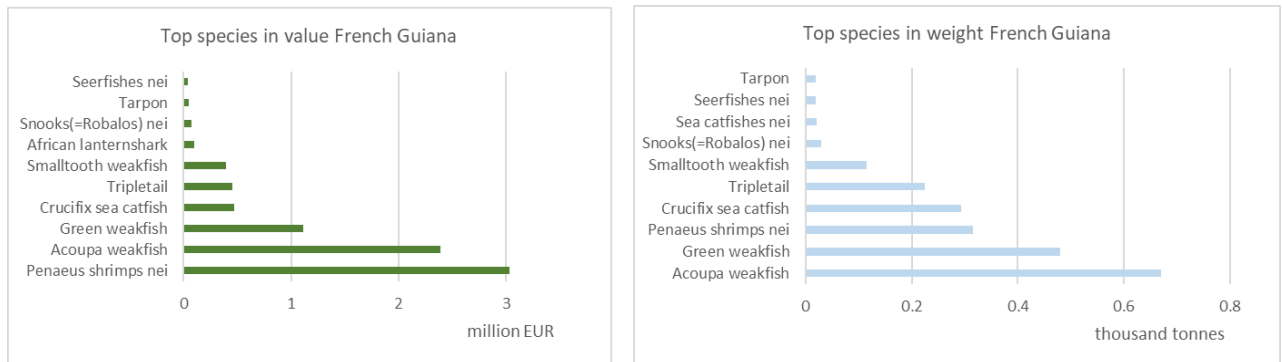 Top species in value French Guiana
Seerfishes nei
Tarpon
Snooks(=Robalos) nei
African lanternshark
Smalltooth weakfish
Tripletail
Crucifix sea catfish
Green weakfish
Acoupa weakfish
Penaeus shrimps nei
0 1 2 3
million EUR
Top species in weight French Guiana
Tarpon
Seerfishes nei
Sea catfishes nei
Snooks(=Robalos) nei
Smalltooth weakfish
Tripletail
Crucifix sea catfish
Penaeus shrimps nei
Green weakfish
Acoupa weakfish
0 0.2 0.4 0.6 0.8
thousand tonnes